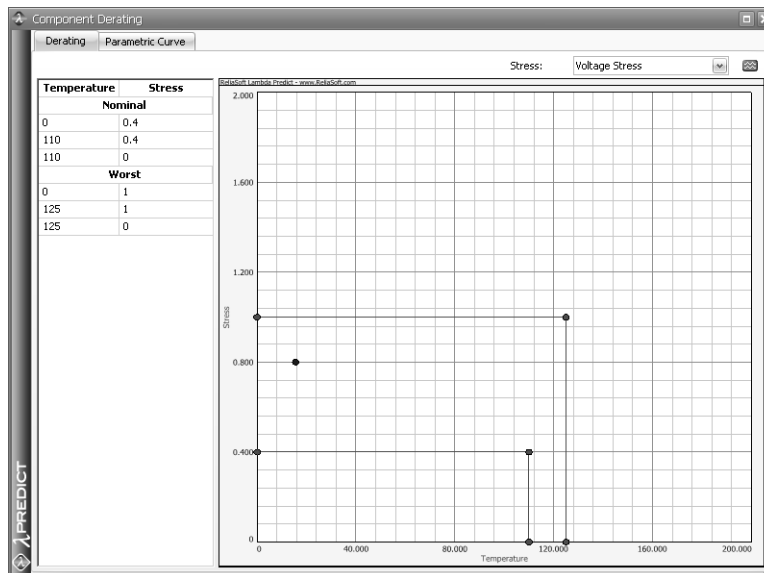 Component Derating
Derating Parametric Curve
Stress: Voltage Stress
Temperature Stress
Nominal
0 0.4
110 0.4
110 0
Worst
0 1
125 1
125 0
ReliaSoft Lambda Predict - www.ReliaSoft.com
2.000
1.600
1.200
0.800
0.400
0
Stress
0 40.000 80.000 120.000 160.000 200.000
Temperature
λ PREDICT